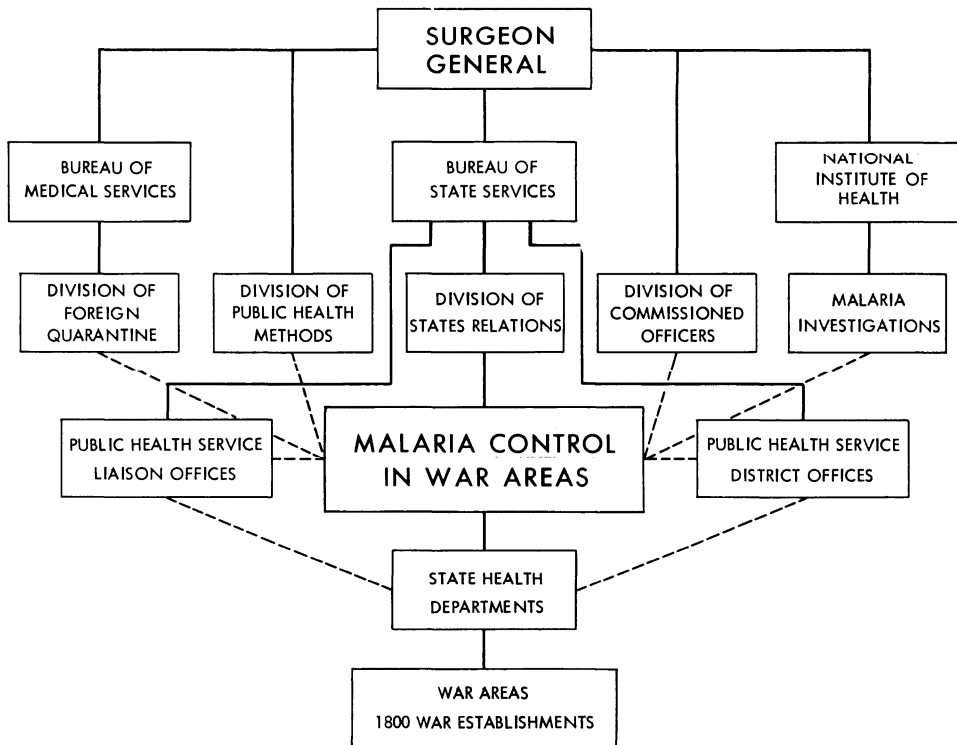 SURGEON
GENERAL
BUREAU OF
MEDICAL SERVICES
BUREAU OF
STATE SERVICES
NATIONAL
INSTITUTE OF
HEALTH
DIVISION OF
FOREIGN
QUARANTINE
DIVISION OF
PUBLIC HEALTH
METHODS
DIVISION OF
STATES RELATIONS
DIVISION OF
COMMISSIONED
OFFICERS
MALARIA
INVESTIGATIONS
PUBLIC HEALTH SERVICE
LIAISON OFFICES
MALARIA CONTROL
IN WAR AREAS
PUBLIC HEALTH SERVICE
DISTRICT OFFICES
STATE HEALTH
DEPARTMENTS
WAR AREAS
1800 WAR ESTABLISHMENTS